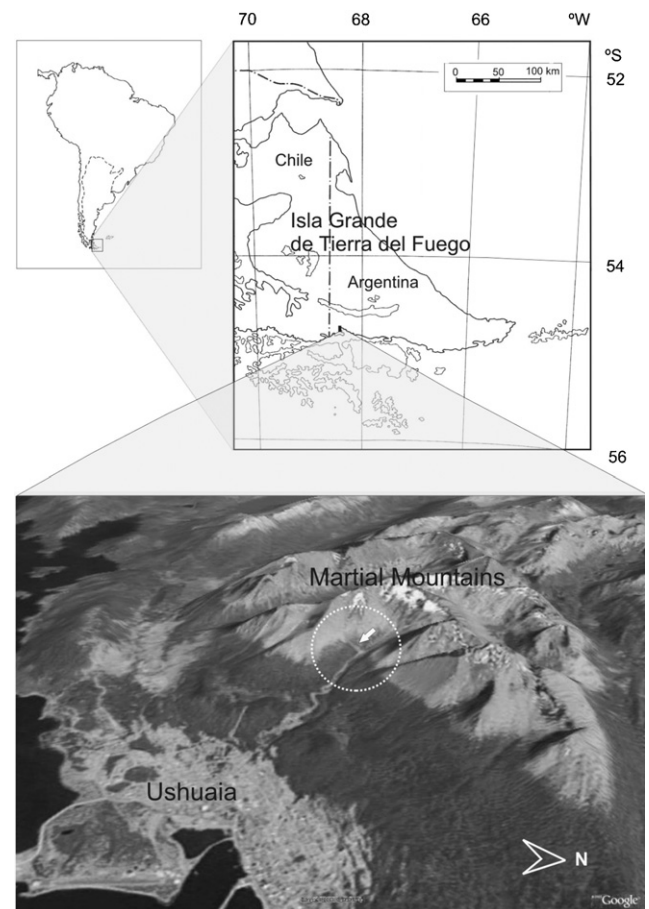 70 68 66 ºW
ºS
0 50 100 km
52
Chile
Isla Grande
de Tierra del Fuego
54
Argentina
56
Martial Mountains
Ushuaia
N
Google